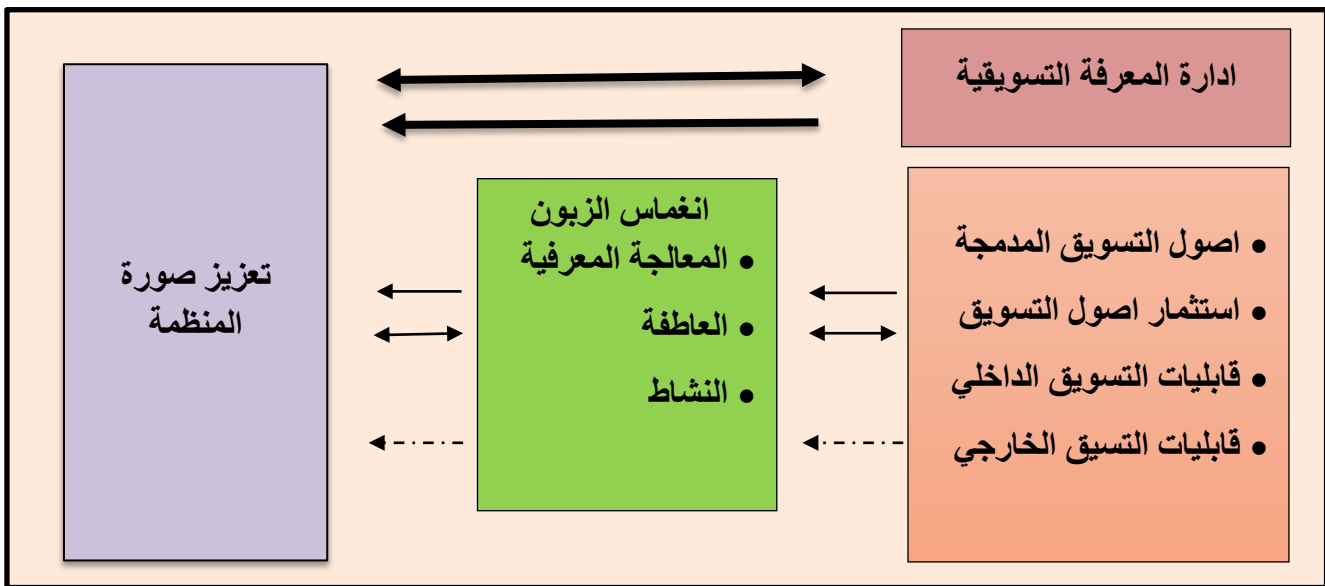 ادارة المعرفة التسويقية
• اصول التسويق المدمجة
• استثمار اصول التسويق
• قابليات التسويق الداخلي
• قابليات التسيق الخارجي
انغماس الزبون
• المعالجة المعرفية
• العاطفة
• النشاط
تعزيز صورة
المنظمة